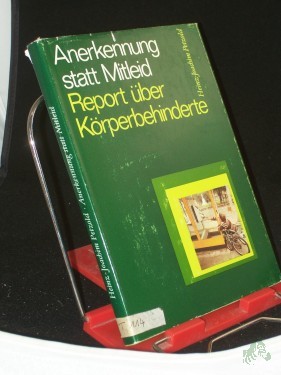 Anerkennung
statt Mitleid
Report über
Körperbehinderte
Heinz-Joachim Petzold
Heinz-Joachim Petzold · Anerkennung statt Mitleid